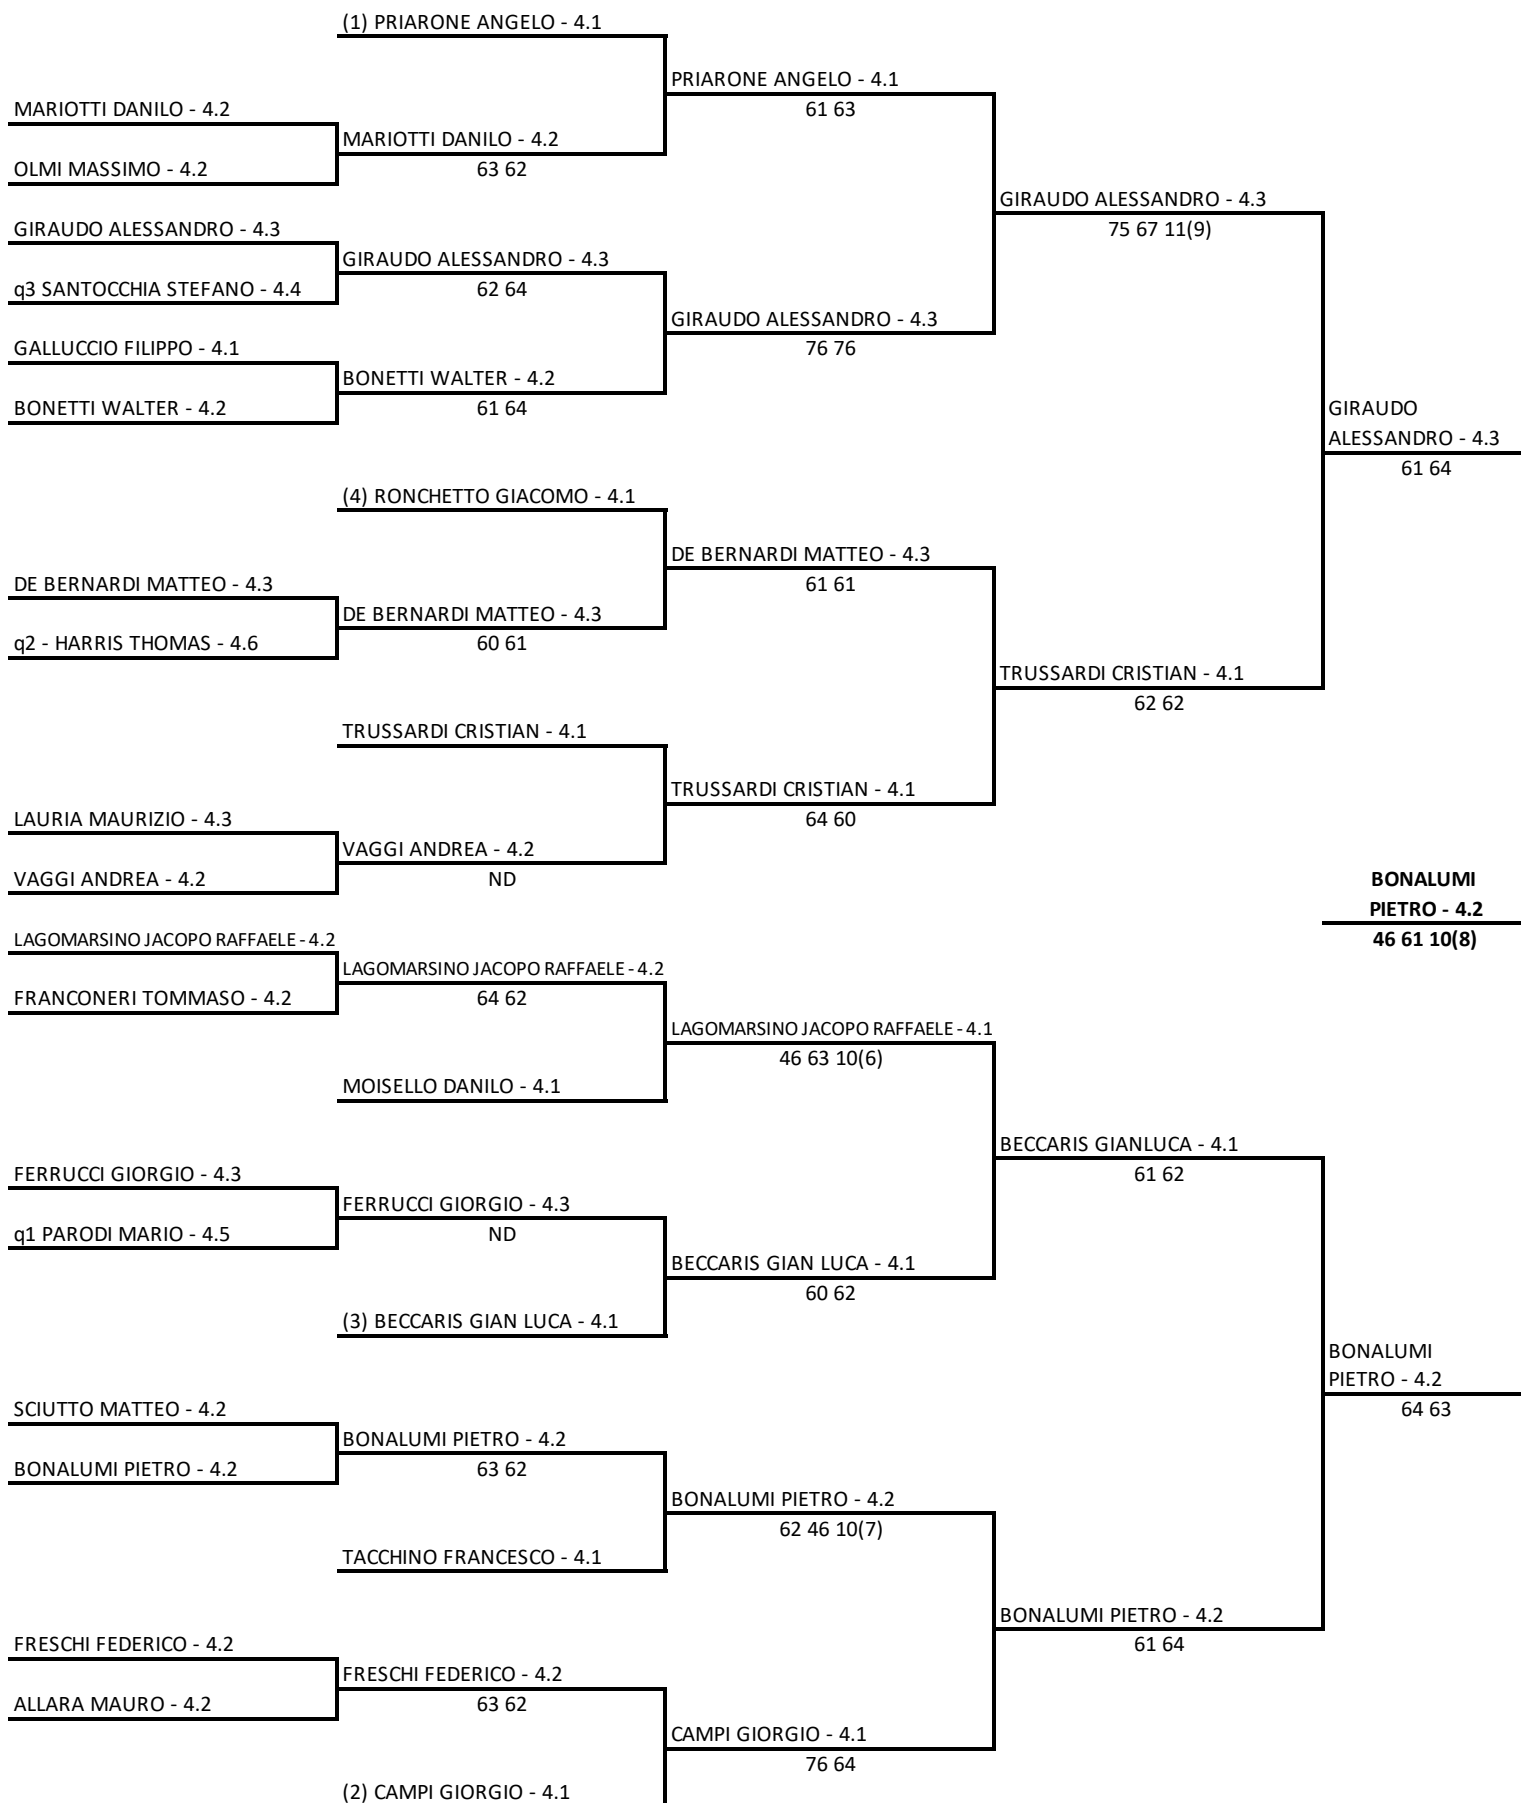 (1) PRIARONE ANGELO - 4.1
PRIARONE ANGELO - 4.1
MARIOTTI DANILO - 4.2
61 63
MARIOTTI DANILO - 4.2
OLMI MASSIMO - 4.2
63 62
GIRAUDO ALESSANDRO - 4.3
GIRAUDO ALESSANDRO - 4.3
75 67 11(9)
GIRAUDO ALESSANDRO - 4.3
q3 SANTOCCHIA STEFANO - 4.4
62 64
GIRAUDO ALESSANDRO - 4.3
GALLUCCIO FILIPPO - 4.1
76 76
BONETTI WALTER - 4.2
BONETTI WALTER - 4.2
61 64
GIRAUDO
ALESSANDRO - 4.3
61 64
(4) RONCHETTO GIACOMO - 4.1
DE BERNARDI MATTEO - 4.3
DE BERNARDI MATTEO - 4.3
61 61
DE BERNARDI MATTEO - 4.3
q2 - HARRIS THOMAS - 4.6
60 61
TRUSSARDI CRISTIAN - 4.1
62 62
TRUSSARDI CRISTIAN - 4.1
TRUSSARDI CRISTIAN - 4.1
LAURIA MAURIZIO - 4.3
64 60
VAGGI ANDREA - 4.2
VAGGI ANDREA - 4.2
ND
BONALUMI
PIETRO - 4.2
46 61 10(8)
LAGOMARSINO JACOPO RAFFAELE - 4.2
LAGOMARSINO JACOPO RAFFAELE - 4.2
FRANCONERI TOMMASO - 4.2
64 62
LAGOMARSINO JACOPO RAFFAELE - 4.1
46 63 10(6)
MOISELLO DANILO - 4.1
BECCARIS GIANLUCA - 4.1
61 62
FERRUCCI GIORGIO - 4.3
FERRUCCI GIORGIO - 4.3
q1 PARODI MARIO - 4.5
ND
BECCARIS GIAN LUCA - 4.1
60 62
(3) BECCARIS GIAN LUCA - 4.1
BONALUMI
PIETRO - 4.2
64 63
SCIUTTO MATTEO - 4.2
BONALUMI PIETRO - 4.2
BONALUMI PIETRO - 4.2
63 62
BONALUMI PIETRO - 4.2
62 46 10(7)
TACCHINO FRANCESCO - 4.1
BONALUMI PIETRO - 4.2
61 64
FRESCHI FEDERICO - 4.2
FRESCHI FEDERICO - 4.2
ALLARA MAURO - 4.2
63 62
CAMPI GIORGIO - 4.1
76 64
(2) CAMPI GIORGIO - 4.1